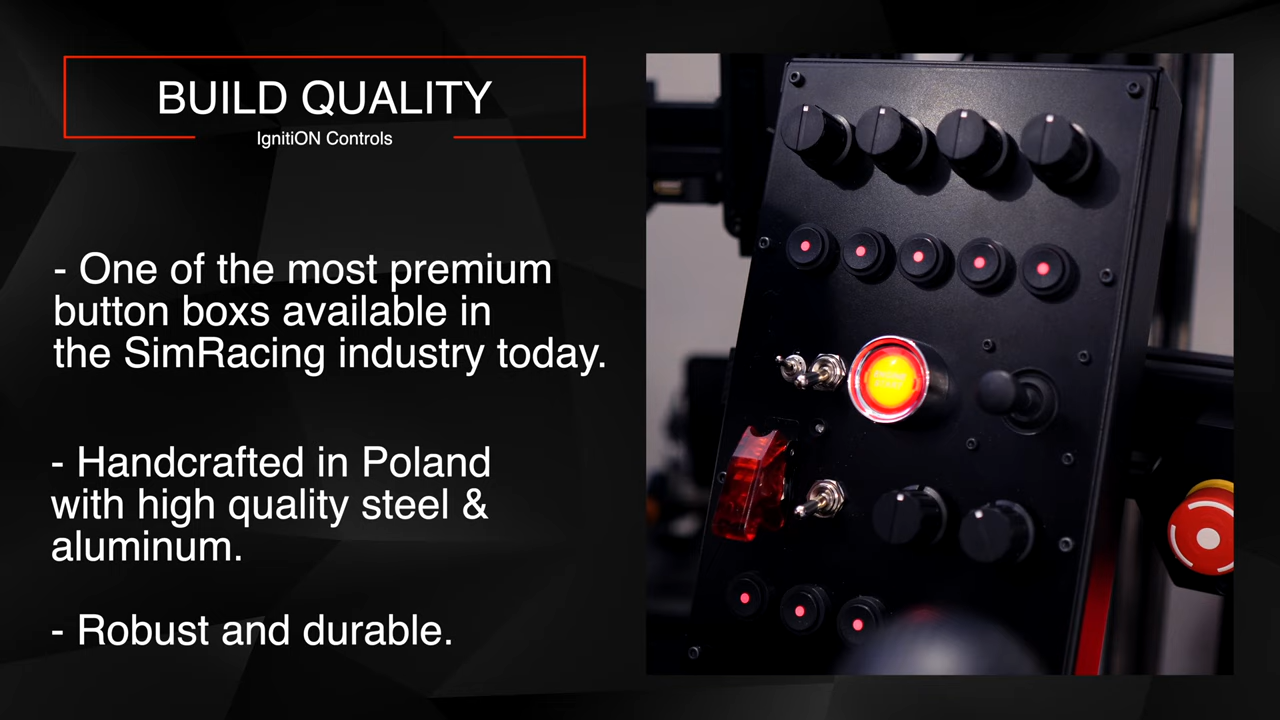 BUILD QUALITY
IgnitiON Controls
- One of the most premium
button boxs available in
the SimRacing industry today.
- Handcrafted in Poland
with high quality steel &
aluminum.
- Robust and durable.